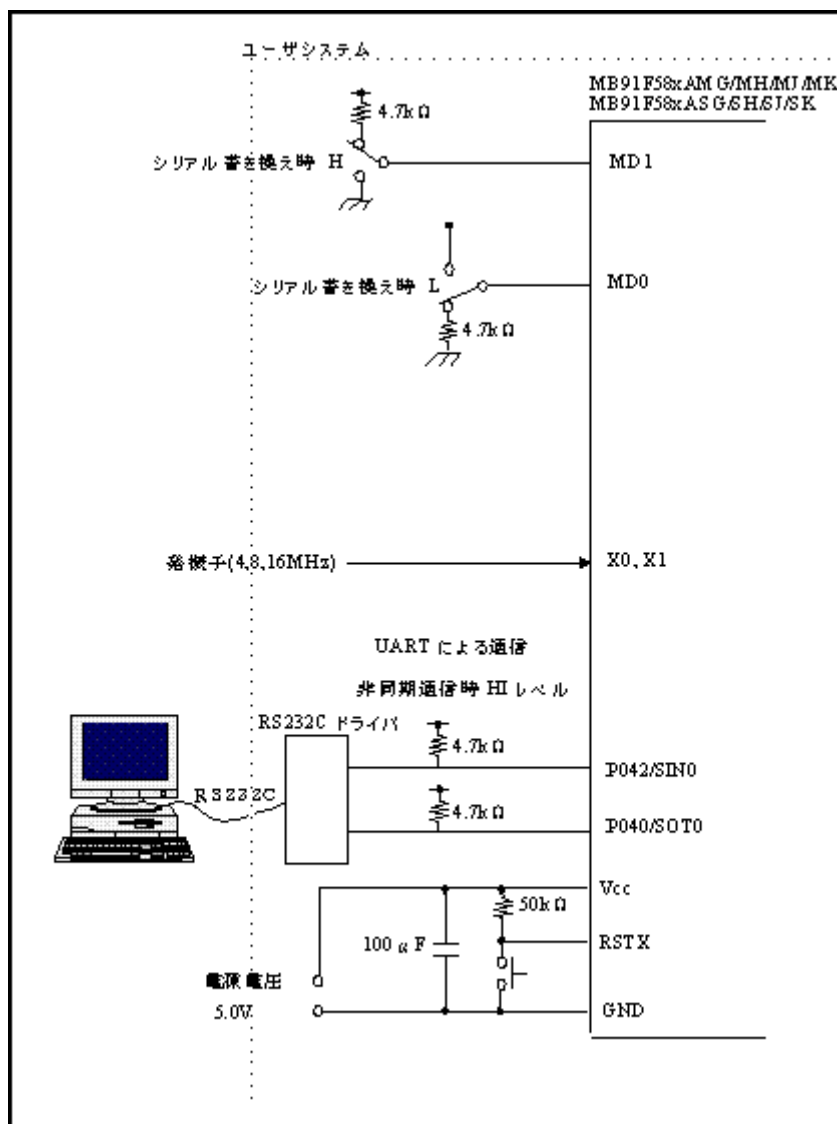 ユーザシステム
MB91F58xAMG/MH/MJ/MK
MB91F58xASG/SH/SJ/SK
4.7kΩ
シリアル書き換え時 H
MD1
シリアル書き換え時 L
MD0
4.7kΩ
発振子(4,8,16MHz)
X0、X1
UART による通信
非同期通信時 HI レベル
RS232C ドライバ
4.7kΩ
P042/SIN0
RS232C
4.7kΩ
P040/SOT0
Vcc
50kΩ
100μF
RSTX
電源電圧
5.0V
GND